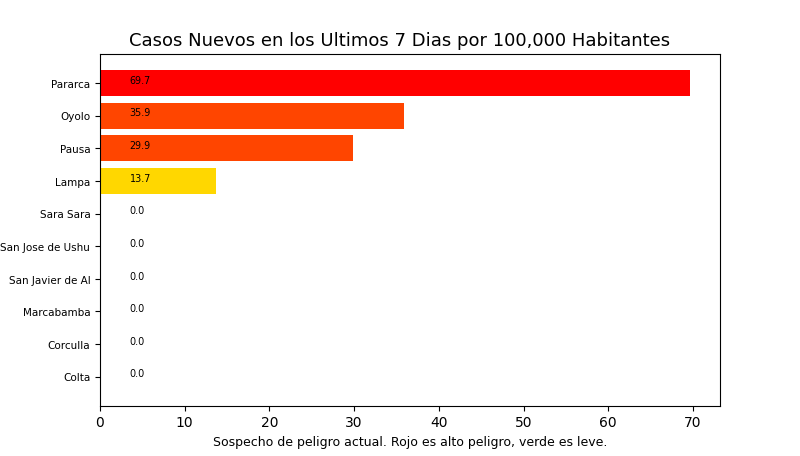 Casos Nuevos en los Ultimos 7 Dias por 100,000 Habitantes
Pararca 69.7
Oyolo 35.9
Pausa 29.9
Lampa 13.7
Sara Sara 0.0
San Jose de Ushu 0.0
San Javier de Al 0.0
Marcabamba 0.0
Corculla 0.0
Colta 0.0
0 10 20 30 40 50 60 70
Sospecho de peligro actual. Rojo es alto peligro, verde es leve.